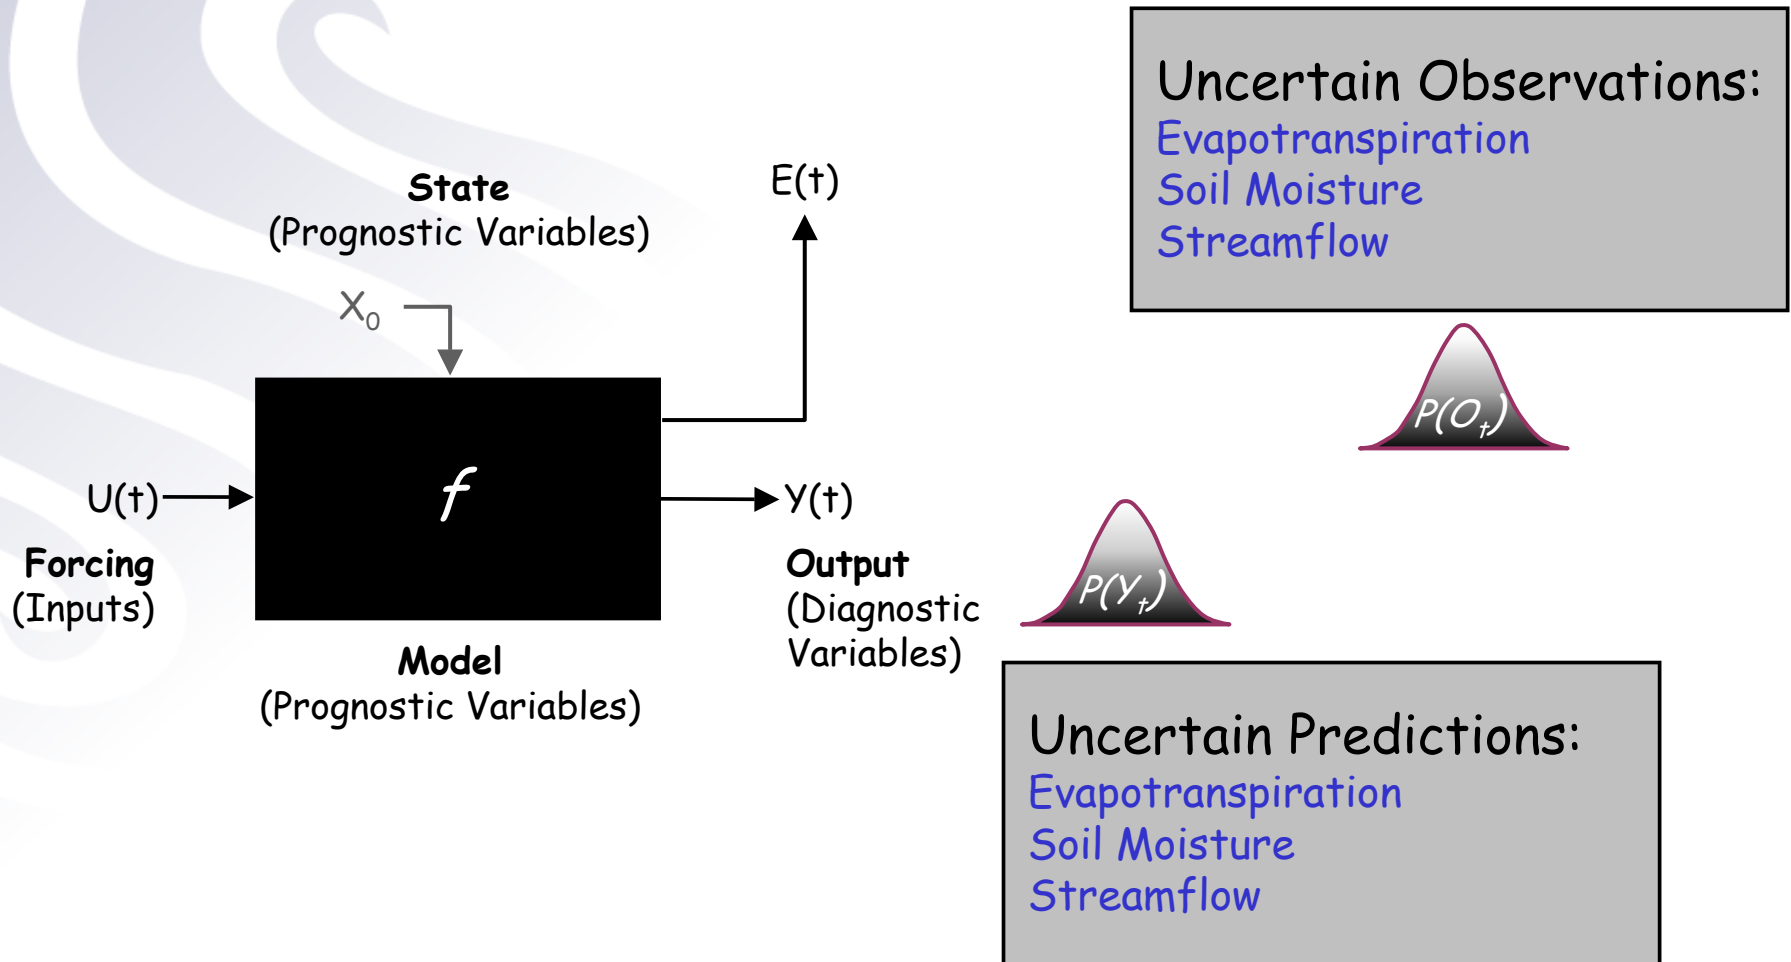 Uncertain Observations:
Evapotranspiration
Soil Moisture
Streamflow
State
(Prognostic Variables)
E(t)
X₀
P(Oₜ)
f
U(t)
Y(t)
Forcing
(Inputs)
Output
(Diagnostic
Variables)
P(Yₜ)
Model
(Prognostic Variables)
Uncertain Predictions:
Evapotranspiration
Soil Moisture
Streamflow